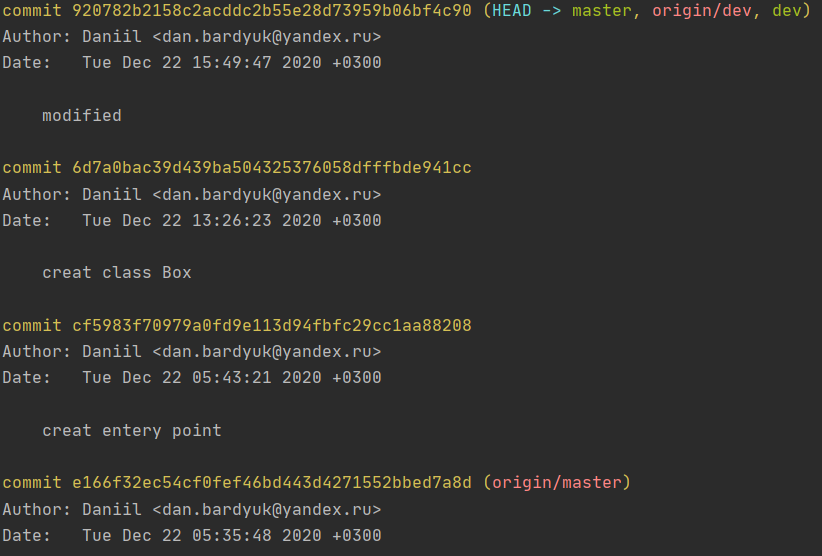 commit 920782b2158c2acddc2b55e28d73959b06bf4c90 (HEAD -> master, origin/dev, dev)
Author: Daniil <dan.bardyuk@yandex.ru>
Date:   Tue Dec 22 15:49:47 2020 +0300
modified
commit 6d7a0bac39d439ba504325376058dfffbde941cc
Author: Daniil <dan.bardyuk@yandex.ru>
Date:   Tue Dec 22 13:26:23 2020 +0300
creat class Box
commit cf5983f70979a0fd9e113d94fbfc29cc1aa88208
Author: Daniil <dan.bardyuk@yandex.ru>
Date:   Tue Dec 22 05:43:21 2020 +0300
creat entery point
commit e166f32ec54cf0fef46bd443d4271552bbed7a8d (origin/master)
Author: Daniil <dan.bardyuk@yandex.ru>
Date:   Tue Dec 22 05:35:48 2020 +0300